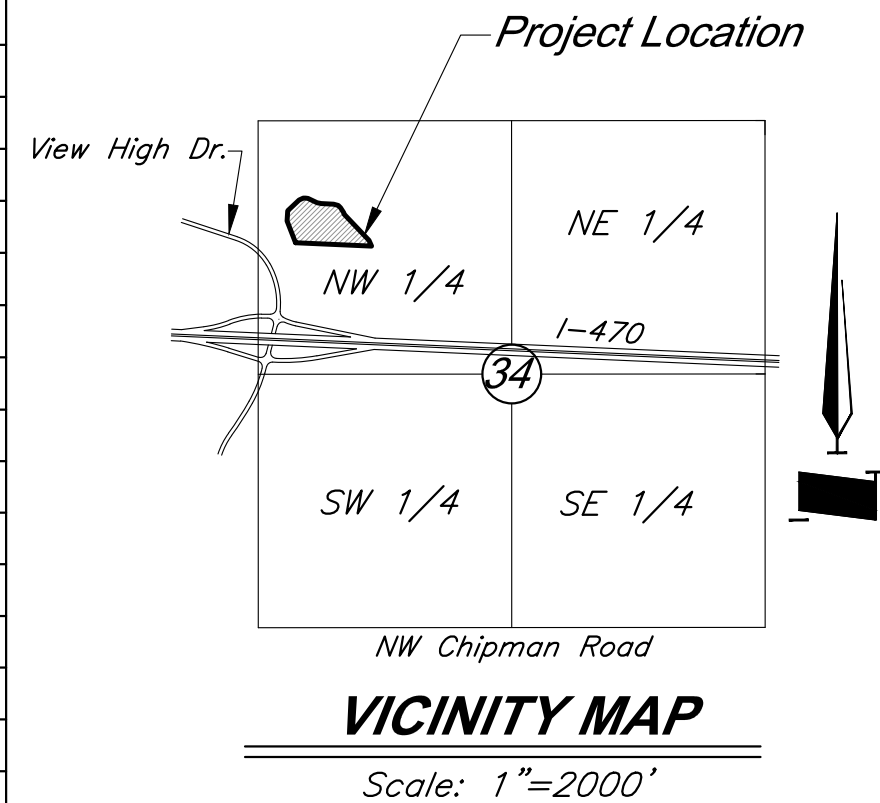 Project Location
View High Dr.
NE 1/4
NW 1/4
I-470
34
SW 1/4
SE 1/4
NW Chipman Road
VICINITY MAP
Scale: 1"=2000'